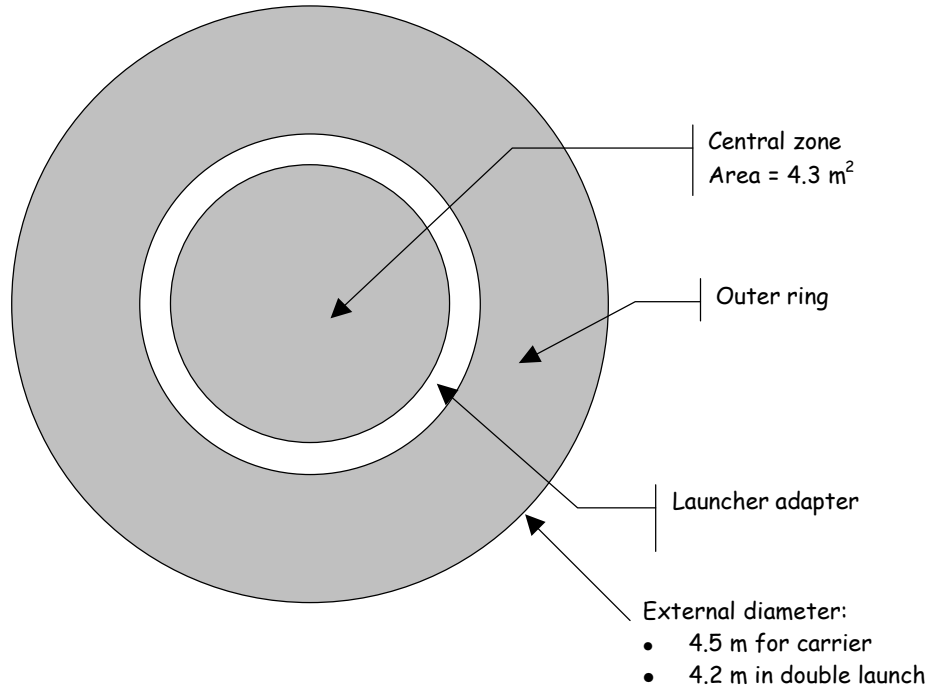 Central zone
Area = 4.3 m²
Outer ring
Launcher adapter
External diameter:
• 4.5 m for carrier
• 4.2 m in double launch